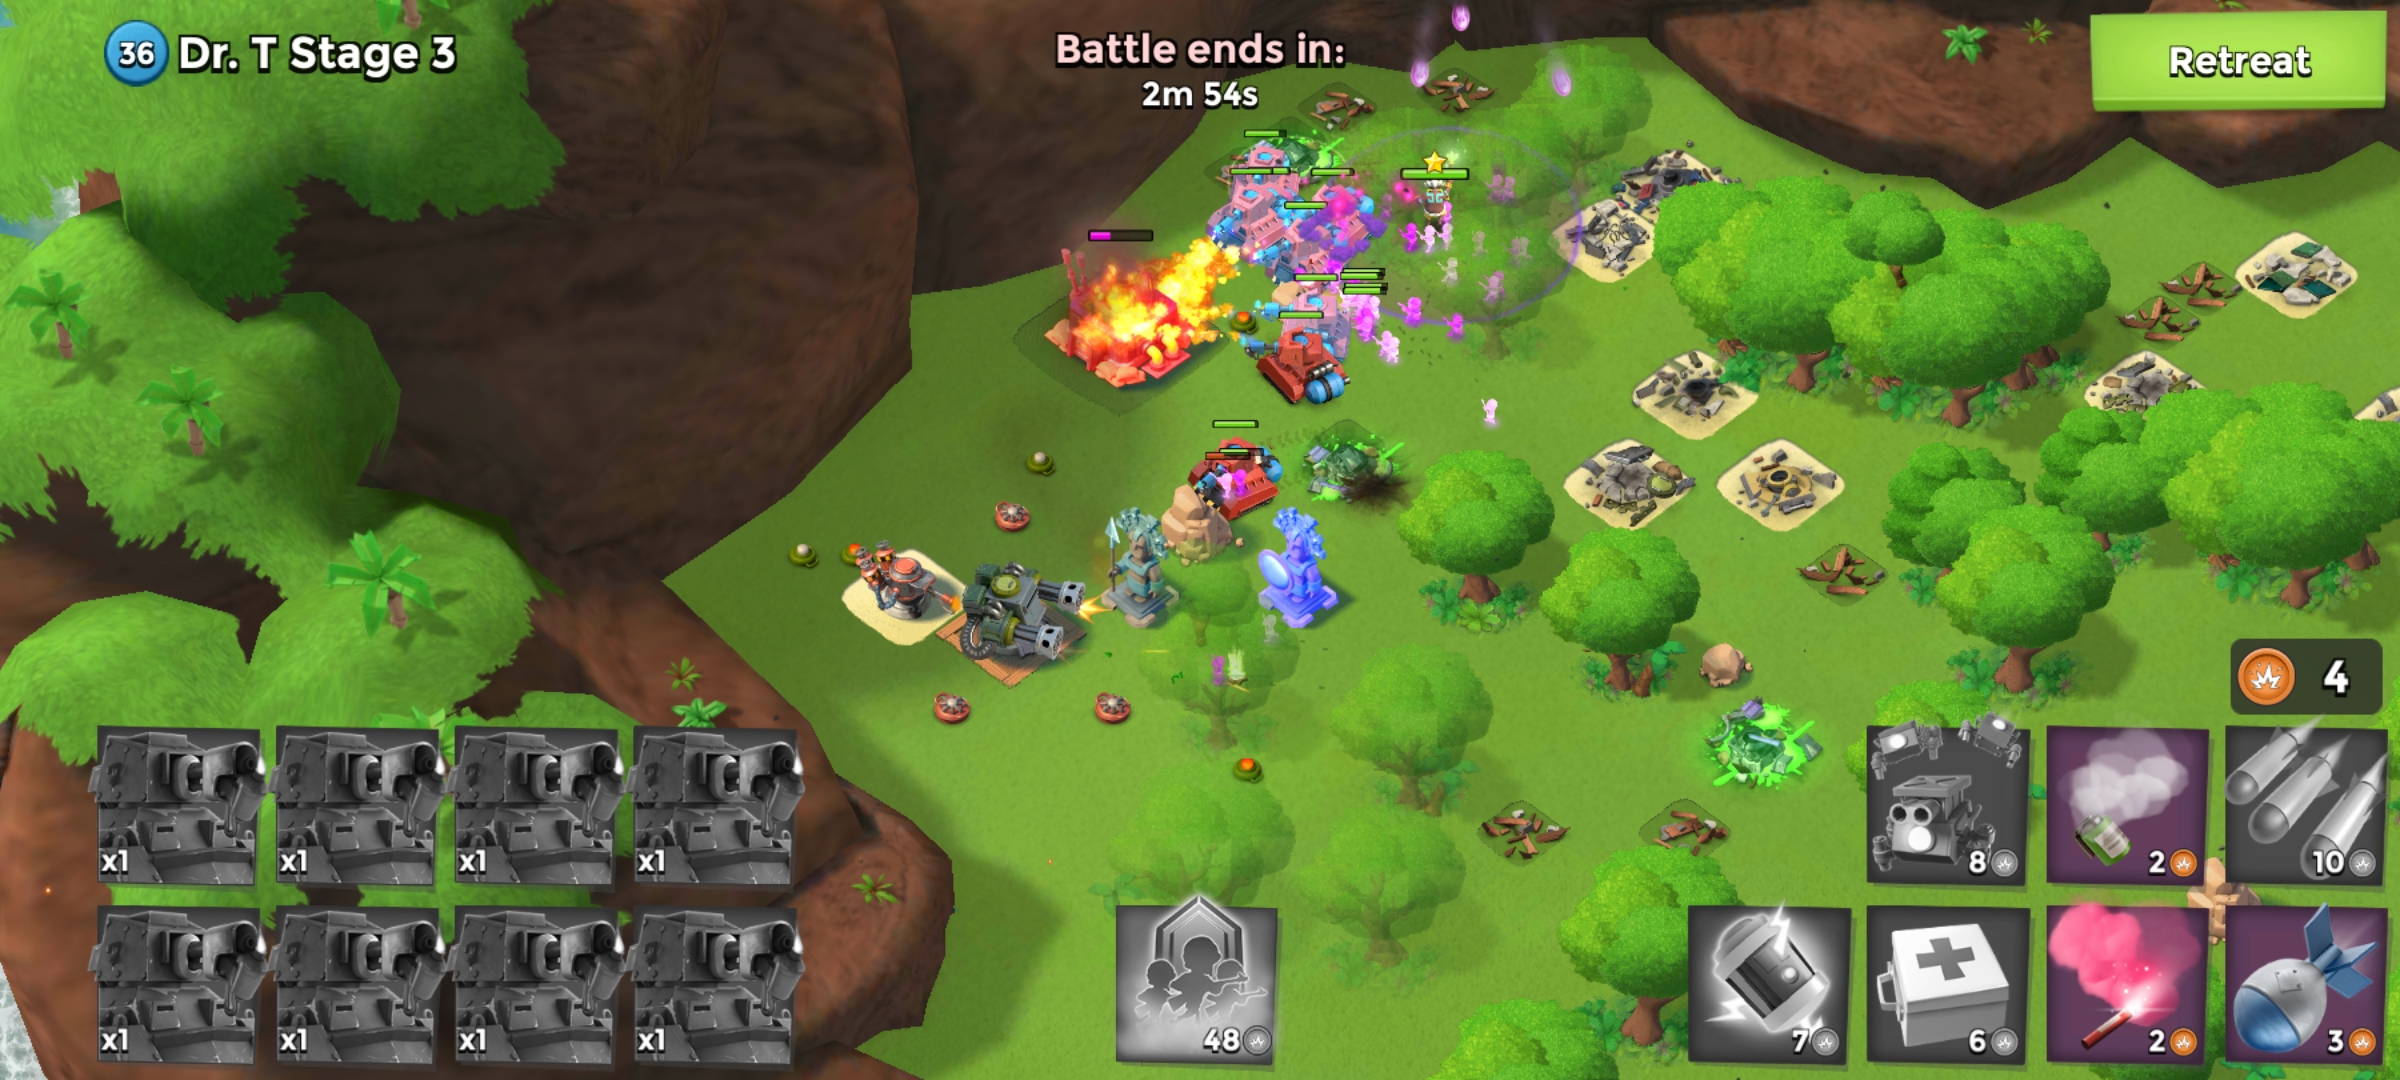 36 Dr. T Stage 3
Battle ends in:
2m 54s
Retreat
4
x1 x1 x1 x1
8 2 10
x1 x1 x1 x1
48 7 6 2 3